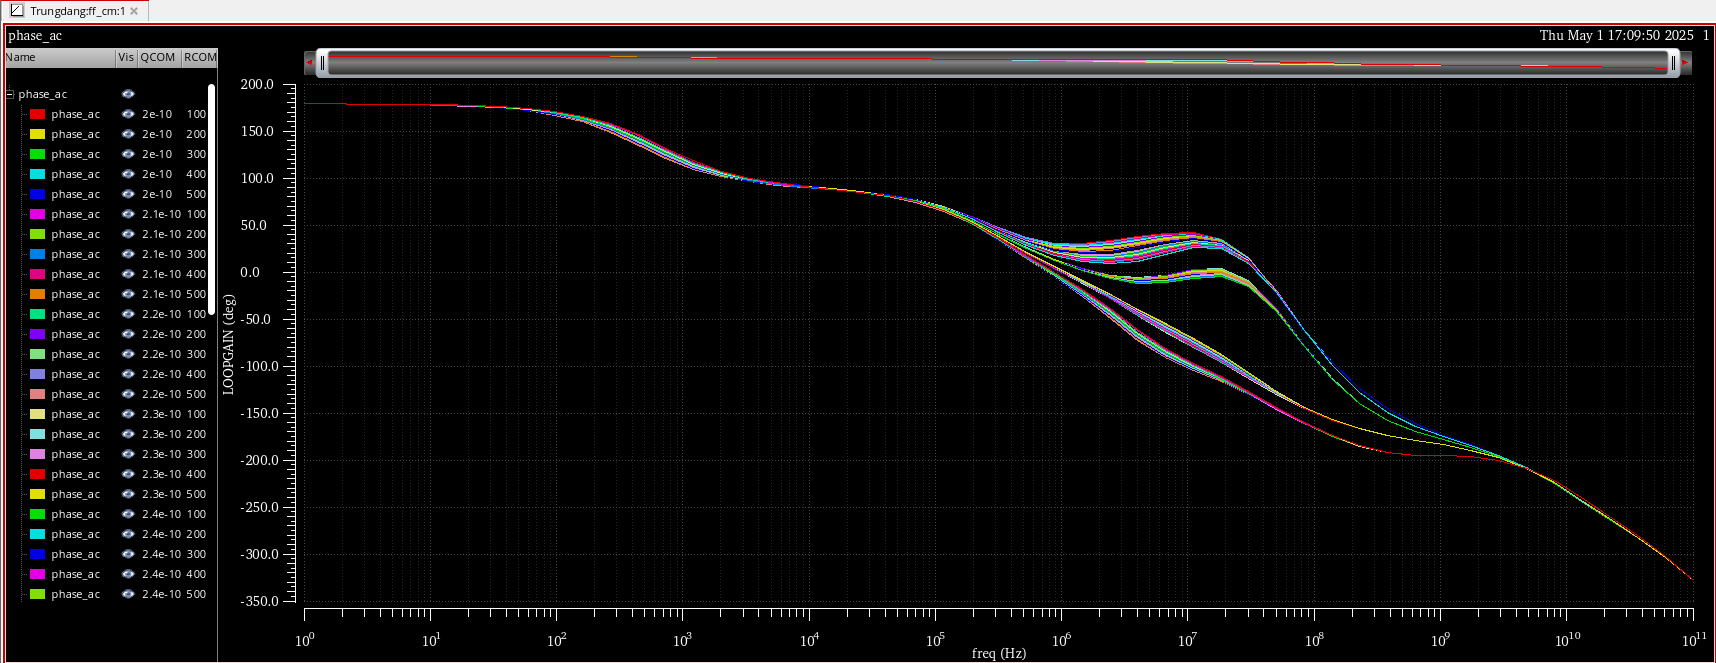 Trungdang:ff_cm:1
phase_ac
Thu May 1 17:09:50 2025 1
Name Vis QCOM RCOM
phase_ac
phase_ac 2e-10 100
phase_ac 2e-10 200
phase_ac 2e-10 300
phase_ac 2e-10 400
phase_ac 2e-10 500
phase_ac 2.1e-10 100
phase_ac 2.1e-10 200
phase_ac 2.1e-10 300
phase_ac 2.1e-10 400
phase_ac 2.1e-10 500
phase_ac 2.2e-10 100
phase_ac 2.2e-10 200
phase_ac 2.2e-10 300
phase_ac 2.2e-10 400
phase_ac 2.2e-10 500
phase_ac 2.3e-10 100
phase_ac 2.3e-10 200
phase_ac 2.3e-10 300
phase_ac 2.3e-10 400
phase_ac 2.3e-10 500
phase_ac 2.4e-10 100
phase_ac 2.4e-10 200
phase_ac 2.4e-10 300
phase_ac 2.4e-10 400
phase_ac 2.4e-10 500
LOOPGAIN (deg)
200.0
150.0
100.0
50.0
0.0
-50.0
-100.0
-150.0
-200.0
-250.0
-300.0
-350.0
10⁰ 10¹ 10² 10³ 10⁴ 10⁵ 10⁶ 10⁷ 10⁸ 10⁹ 10¹⁰ 10¹¹
freq (Hz)